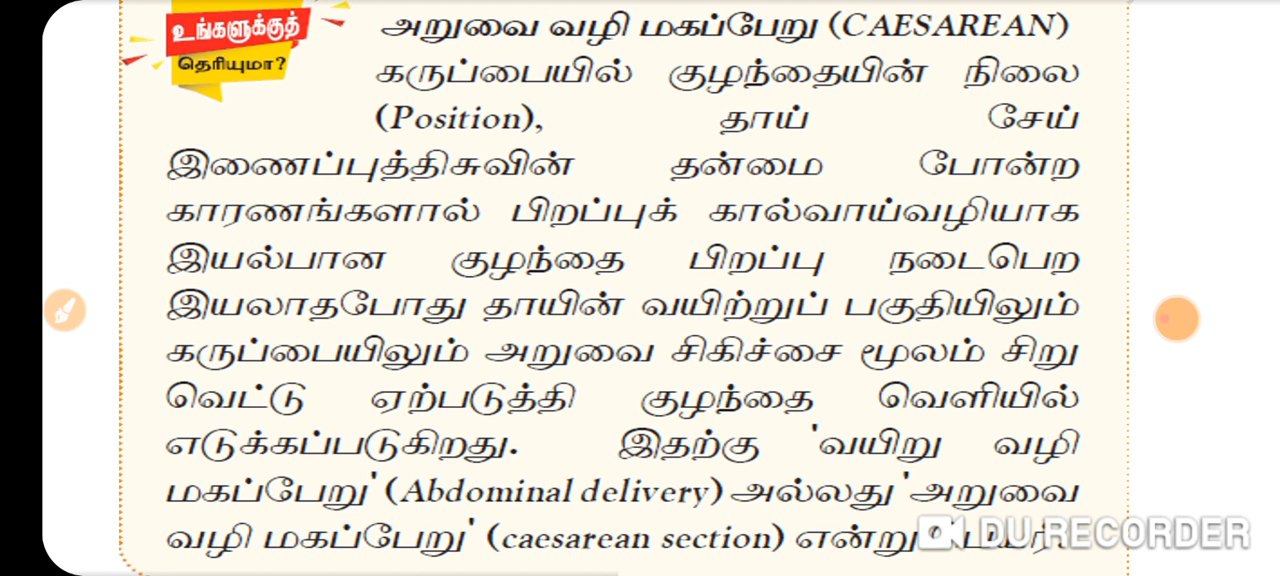 உங்களுக்குத்
தெரியுமா?
அறுவை வழி மகப்பேறு (CAESAREAN)
கருப்பையில் குழந்தையின் நிலை
(Position), தாய் சேய்
இணைப்புத்திசுவின் தன்மை போன்ற
காரணங்களால் பிறப்புக் கால்வாய்வழியாக
இயல்பான குழந்தை பிறப்பு நடைபெற
இயலாதபோது தாயின் வயிற்றுப் பகுதியிலும்
கருப்பையிலும் அறுவை சிகிச்சை மூலம் சிறு
வெட்டு ஏற்படுத்தி குழந்தை வெளியில்
எடுக்கப்படுகிறது. இதற்கு 'வயிறு வழி
மகப்பேறு' (Abdominal delivery) அல்லது 'அறுவை
வழி மகப்பேறு' (caesarean section) என்று
DU RECORDER